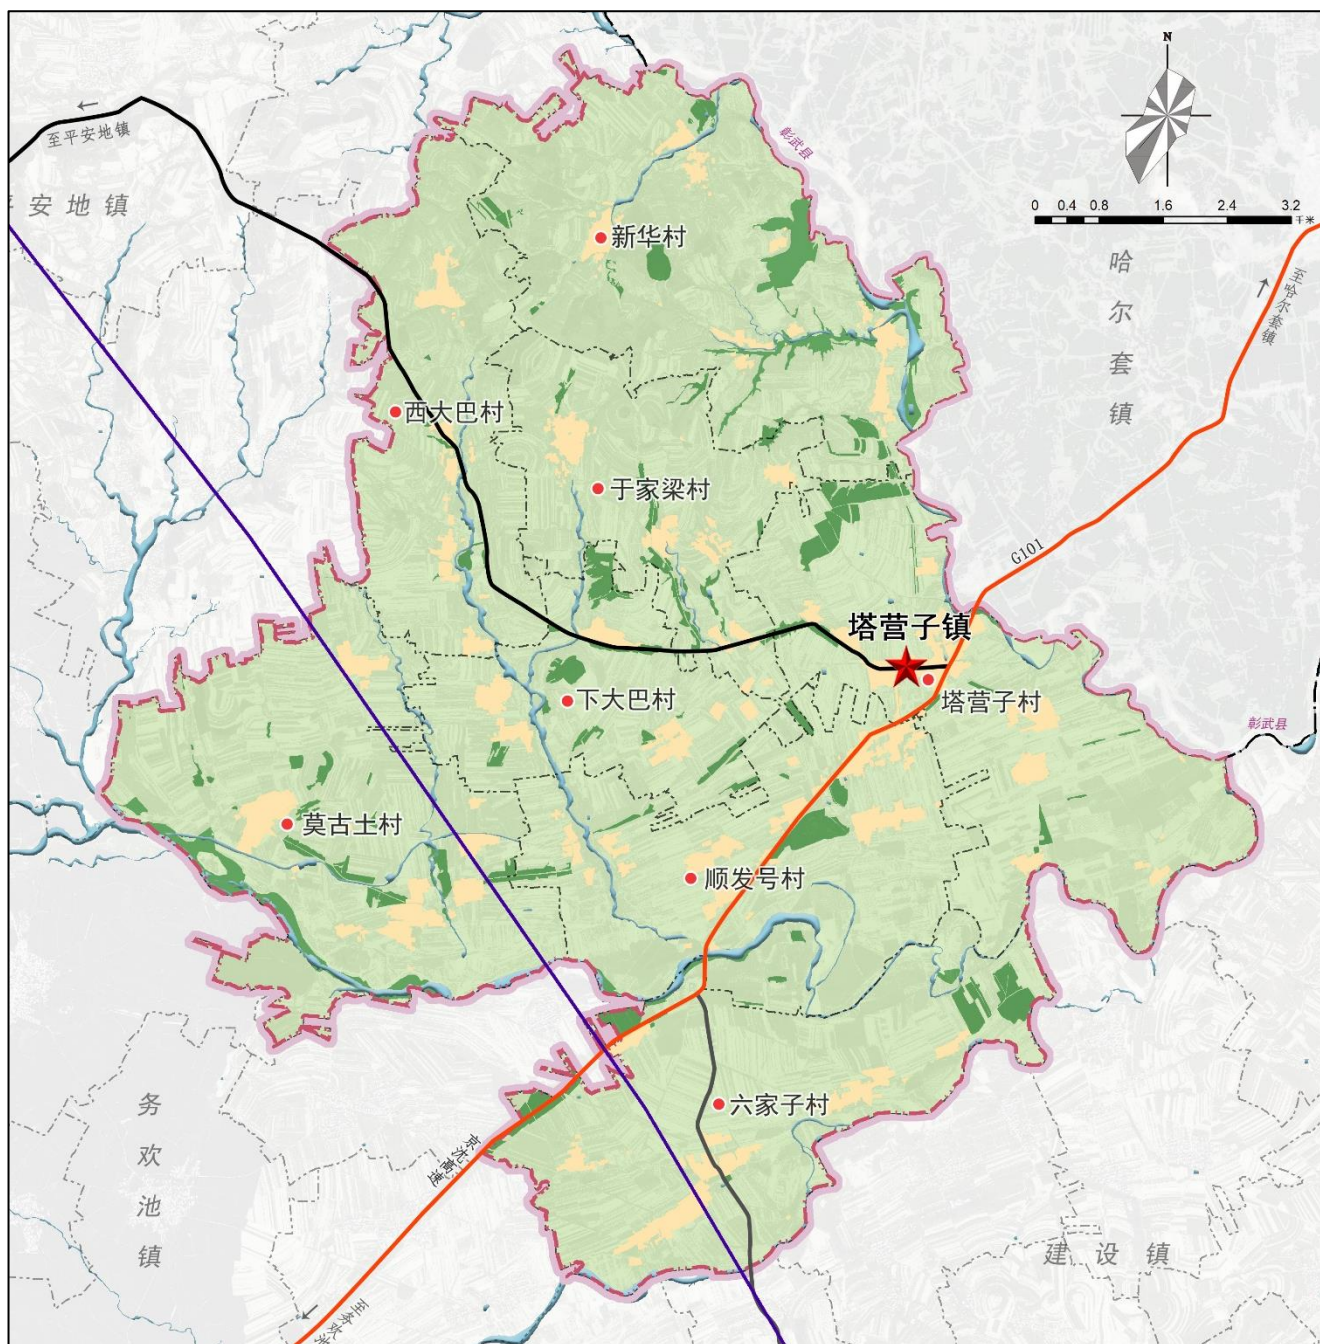 N
0 0.4 0.8 1.6 2.4 3.2
千米
至平安地镇
安地镇
彰武县
哈尔套镇
至哈尔套镇
新华村
西大巴村
于家梁村
G101
塔营子镇
塔营子村
下大巴村
彰武县
莫古土村
顺发号村
六家子村
务欢池镇
京沈高速
建设镇
至务欢池